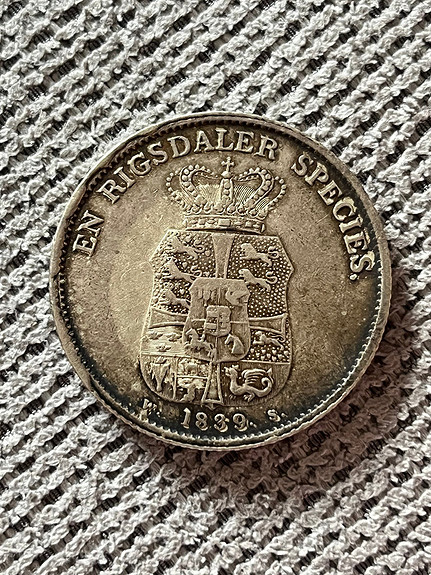 EN RIGSDALER SPECIES.
W. 1839. S.